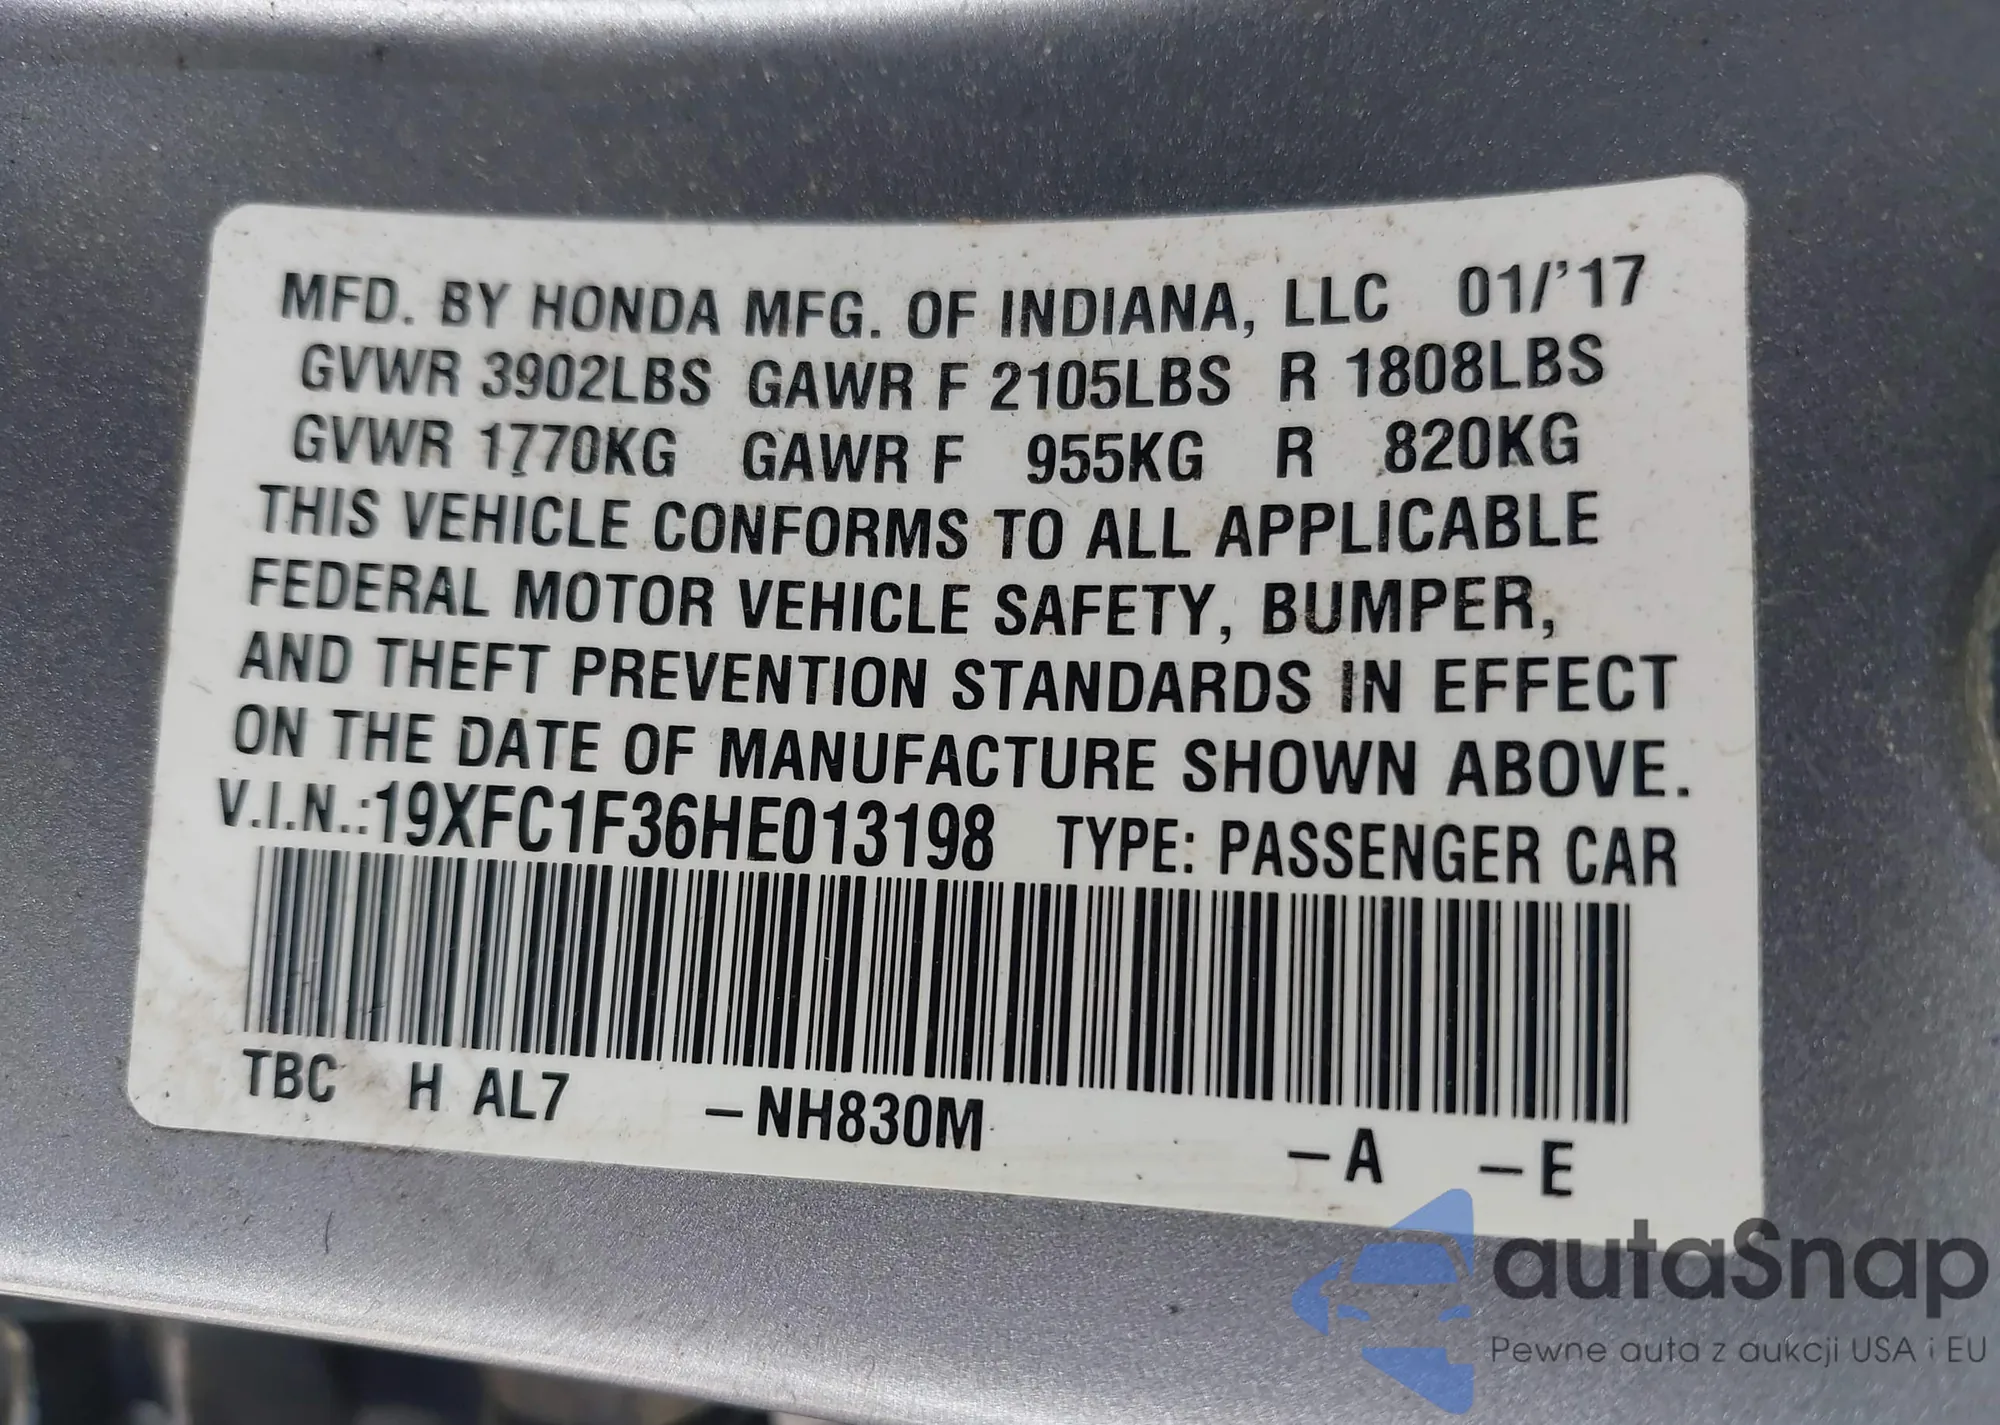 MFD. BY HONDA MFG. OF INDIANA, LLC 01/'17
GVWR 3902LBS GAWR F 2105LBS R 1808LBS
GVWR 1770KG GAWR F 955KG R 820KG
THIS VEHICLE CONFORMS TO ALL APPLICABLE
FEDERAL MOTOR VEHICLE SAFETY, BUMPER,
AND THEFT PREVENTION STANDARDS IN EFFECT
ON THE DATE OF MANUFACTURE SHOWN ABOVE.
V.I.N.:19XFC1F36HE013198 TYPE: PASSENGER CAR
TBC H AL7 –NH830M –A –E
autaSnap
Pewne auta z aukcji USA i EU